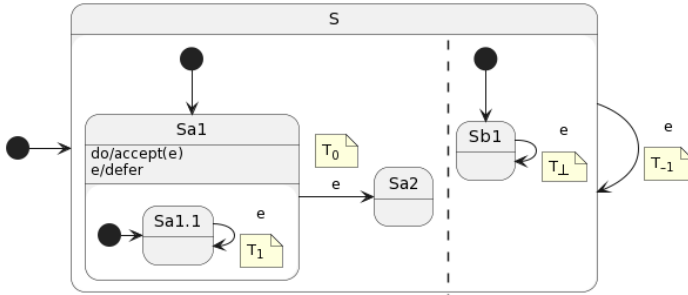 S
Sa1
do/accept(e)
e/defer
T₀
e
Sa2
Sa1.1
e
T₁
Sb1
e
T⊥
e
T₋₁